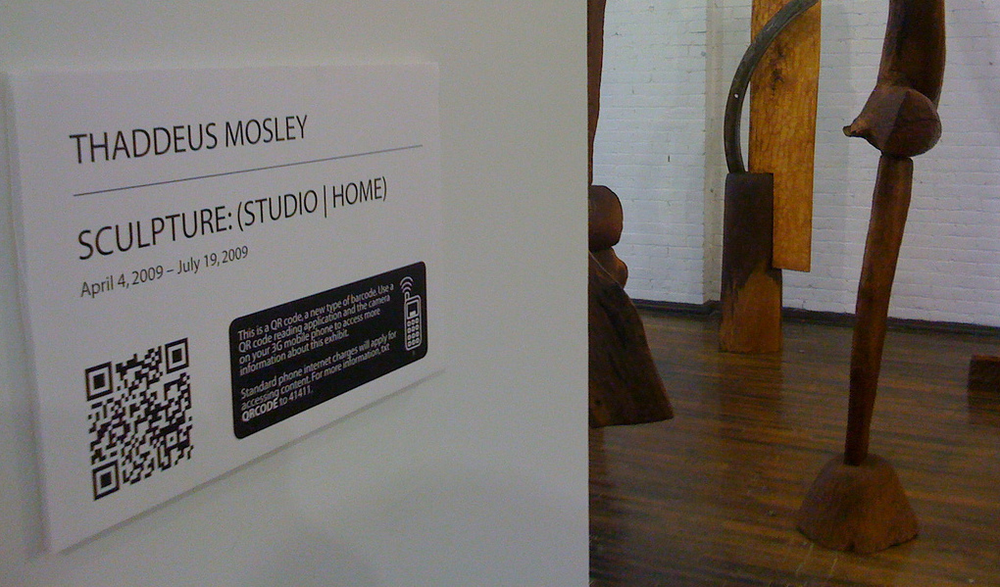 THADDEUS MOSLEY
SCULPTURE: (STUDIO | HOME)
April 4, 2009 – July 19, 2009
This is a QR code, a new type of barcode. Use a
QR code reading application and the camera
on your 3G mobile phone to access more
information about this exhibit.
Standard phone internet charges will apply for
accessing content. For more information, txt
QRCODE to 41411.